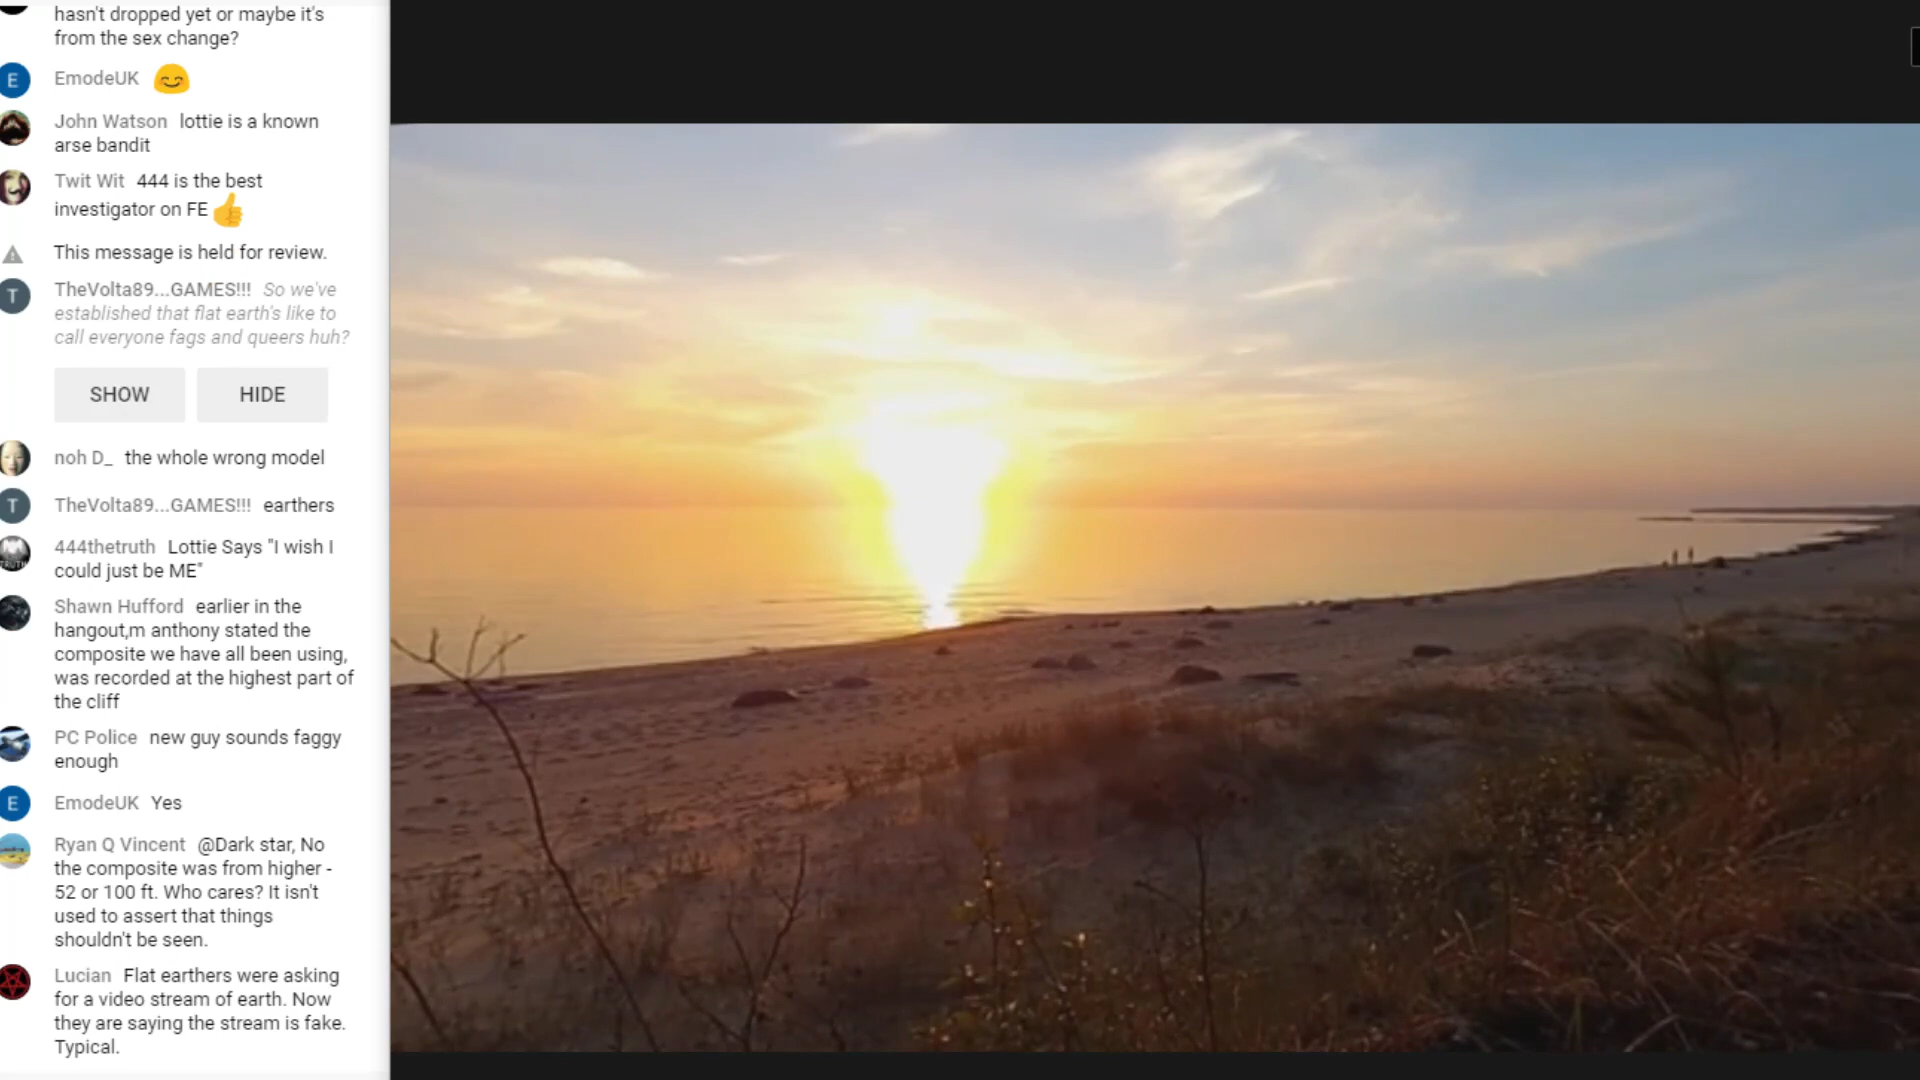 hasn't dropped yet or maybe it's
from the sex change?
E EmodeUK 😊
John Watson lottie is a known
arse bandit
Twit Wit 444 is the best
investigator on FE 👍
This message is held for review.
T TheVolta89...GAMES!!! So we've
established that flat earth's like to
call everyone fags and queers huh?
SHOW HIDE
noh D_ the whole wrong model
T TheVolta89...GAMES!!! earthers
444thetruth Lottie Says "I wish I
could just be ME"
TRUTH
Shawn Hufford earlier in the
hangout,m anthony stated the
composite we have all been using,
was recorded at the highest part of
the cliff
PC Police new guy sounds faggy
enough
E EmodeUK Yes
Ryan Q Vincent @Dark star, No
the composite was from higher -
52 or 100 ft. Who cares? It isn't
used to assert that things
shouldn't be seen.
Lucian Flat earthers were asking
for a video stream of earth. Now
they are saying the stream is fake.
Typical.